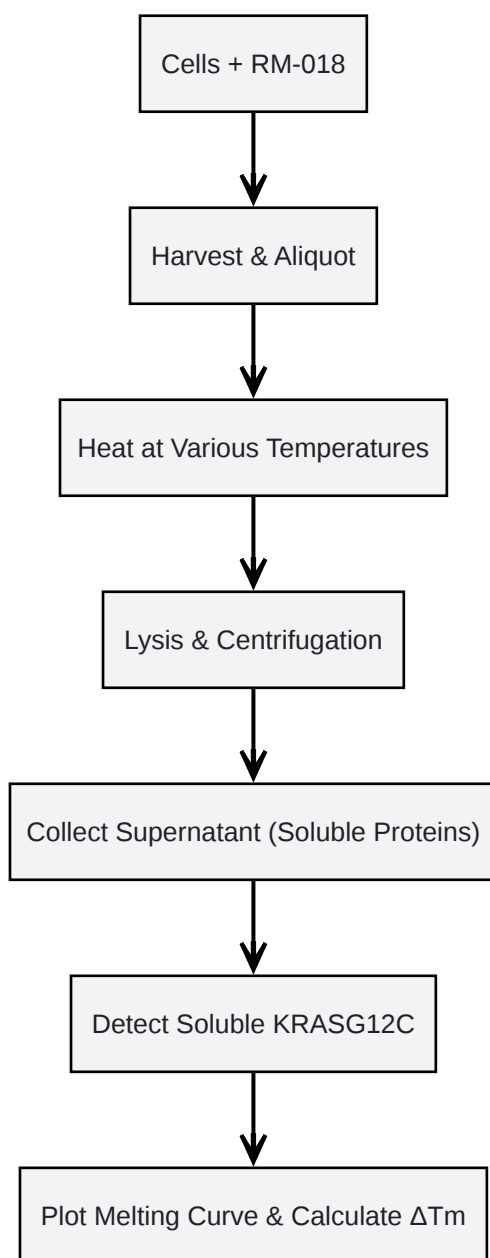 Cells + RM-018
Harvest & Aliquot
Heat at Various Temperatures
Lysis & Centrifugation
Collect Supernatant (Soluble Proteins)
Detect Soluble KRASG12C
Plot Melting Curve & Calculate ΔTm